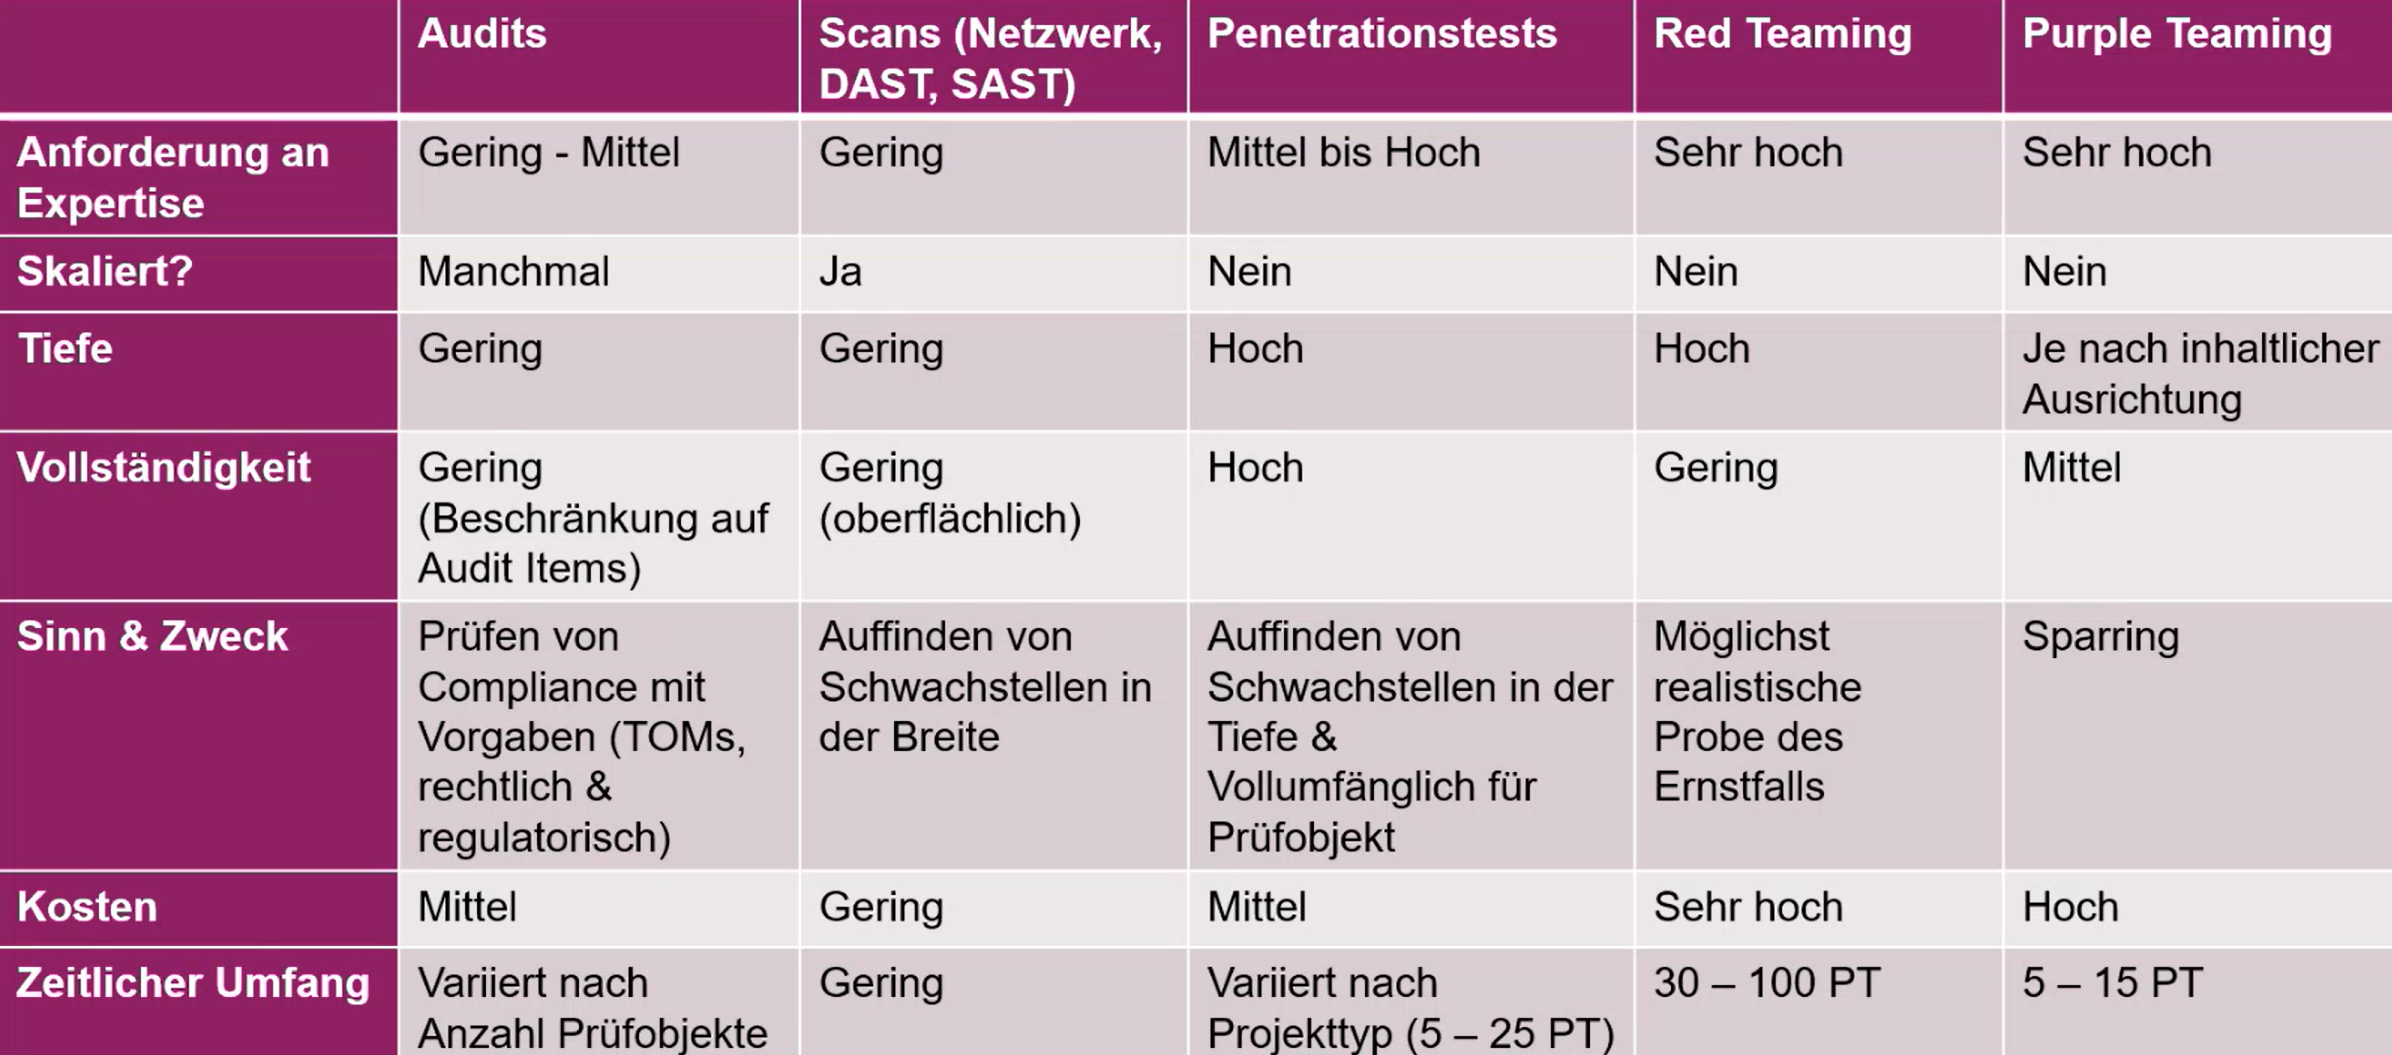 Audits
Scans (Netzwerk,
DAST, SAST)
Penetrationstests
Red Teaming
Purple Teaming
Anforderung an
Expertise
Gering - Mittel
Gering
Mittel bis Hoch
Sehr hoch
Sehr hoch
Skaliert?
Manchmal
Ja
Nein
Nein
Nein
Tiefe
Gering
Gering
Hoch
Hoch
Je nach inhaltlicher
Ausrichtung
Vollständigkeit
Gering
(Beschränkung auf
Audit Items)
Gering
(oberflächlich)
Hoch
Gering
Mittel
Sinn & Zweck
Prüfen von
Compliance mit
Vorgaben (TOMs,
rechtlich &
regulatorisch)
Auffinden von
Schwachstellen in
der Breite
Auffinden von
Schwachstellen in der
Tiefe &
Vollumfänglich für
Prüfobjekt
Möglichst
realistische
Probe des
Ernstfalls
Sparring
Kosten
Mittel
Gering
Mittel
Sehr hoch
Hoch
Zeitlicher Umfang
Variiert nach
Anzahl Prüfobjekte
Gering
Variiert nach
Projekttyp (5 – 25 PT)
30 – 100 PT
5 – 15 PT